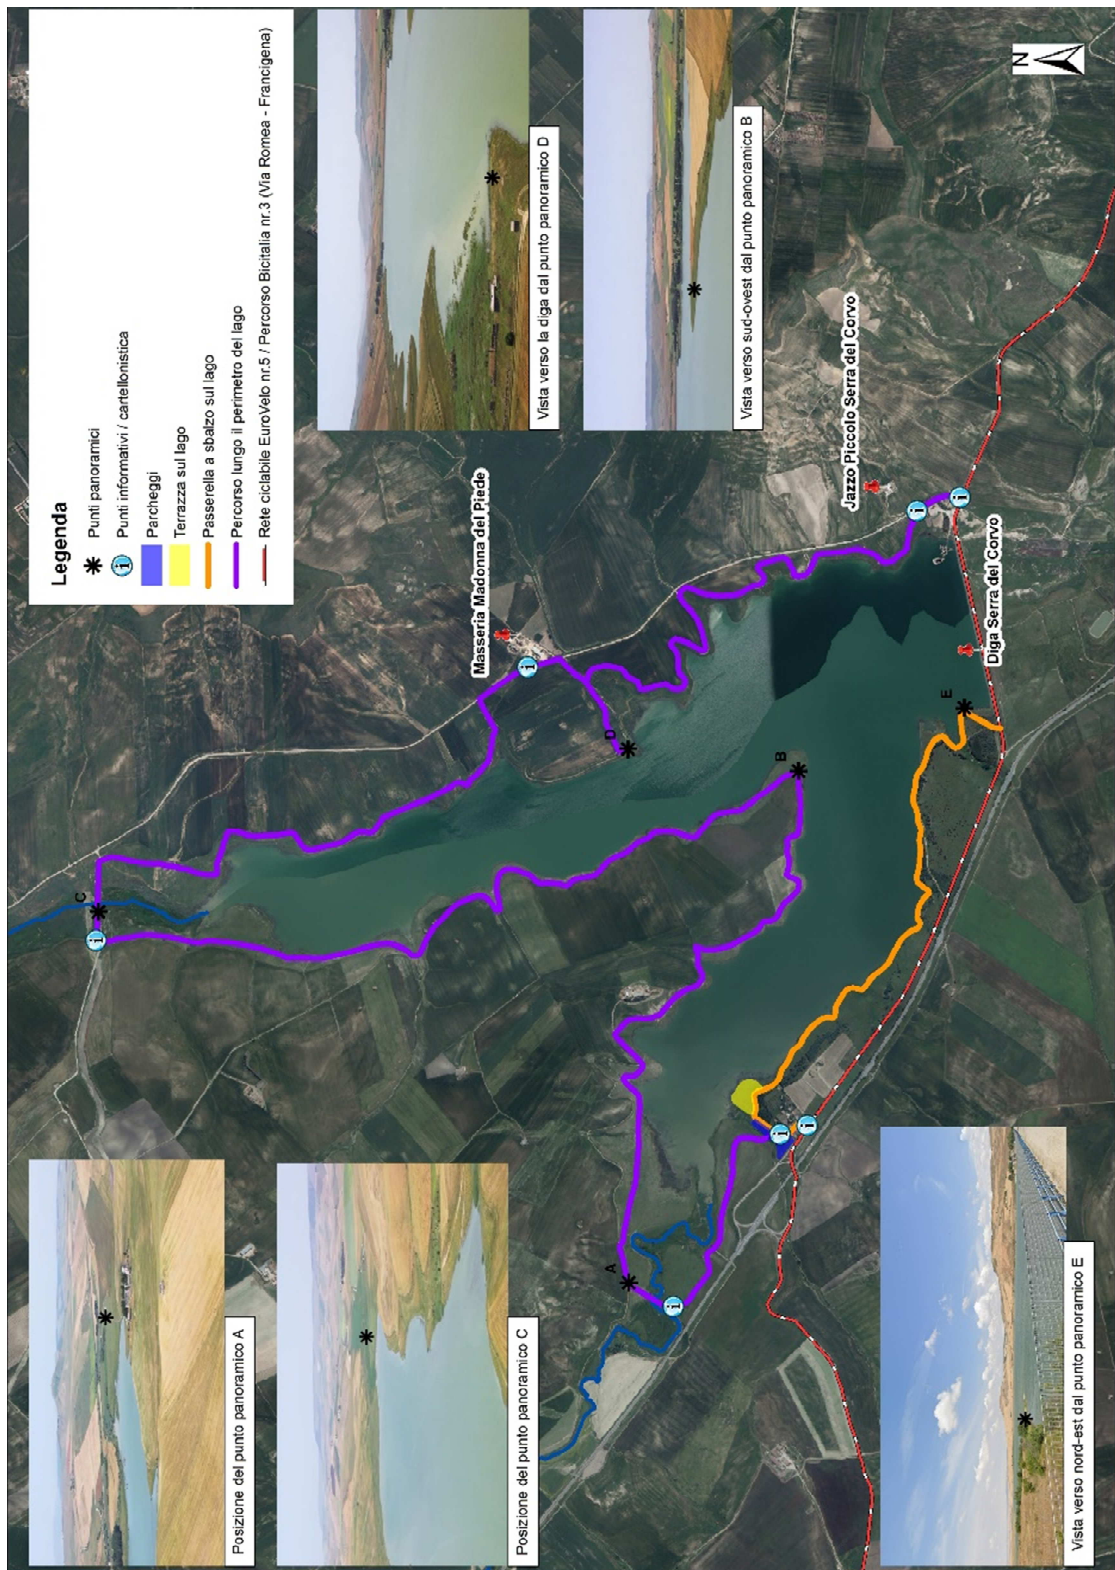 Legenda
Punti panoramici
Punti informativi / cartellonistica
Parcheggi
Terrazza sul lago
Passerella a sbalzo sul lago
Percorso lungo il perimetro del lago
Rete ciclabile EuroVelo nr.5 / Percorso Bicitalia nr.3 (Via Romea - Francigena)
Posizione del punto panoramico A
Posizione del punto panoramico C
Vista verso la diga dal punto panoramico D
Vista verso sud-ovest dal punto panoramico B
Vista verso nord-est dal punto panoramico E
N
C
Masseria Madonna del Piede
D
A
B
Jazzo Piccolo Serra del Corvo
E
Diga Serra del Corvo
i
i
i
i
i
i
i